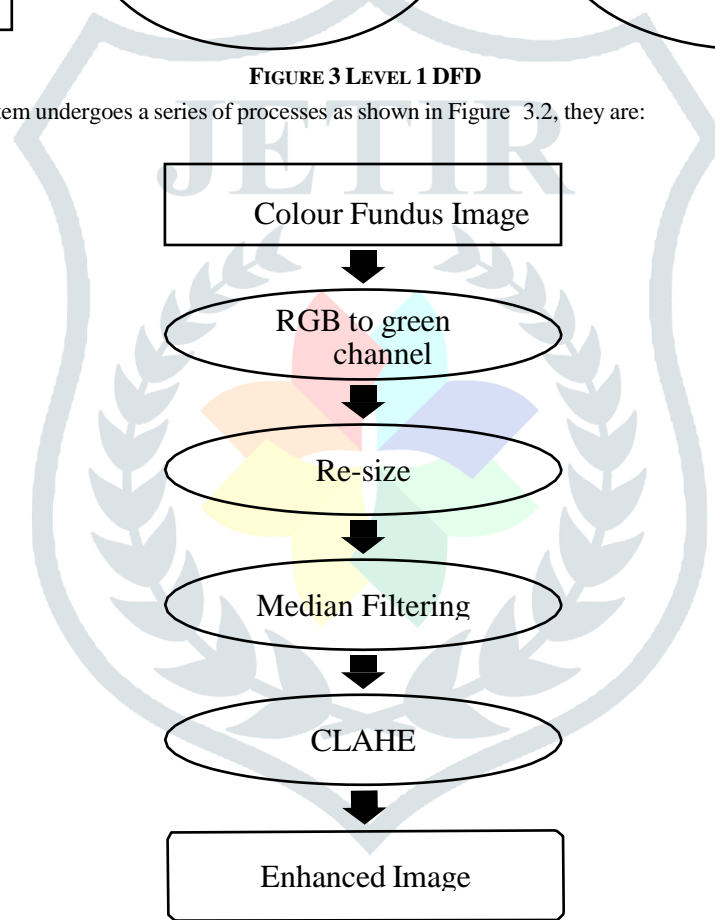 FIGURE 3 LEVEL 1 DFD
tem undergoes a series of processes as shown in Figure 3.2, they are:
JETIR
Colour Fundus Image
RGB to green
channel
Re-size
Median Filtering
CLAHE
Enhanced Image